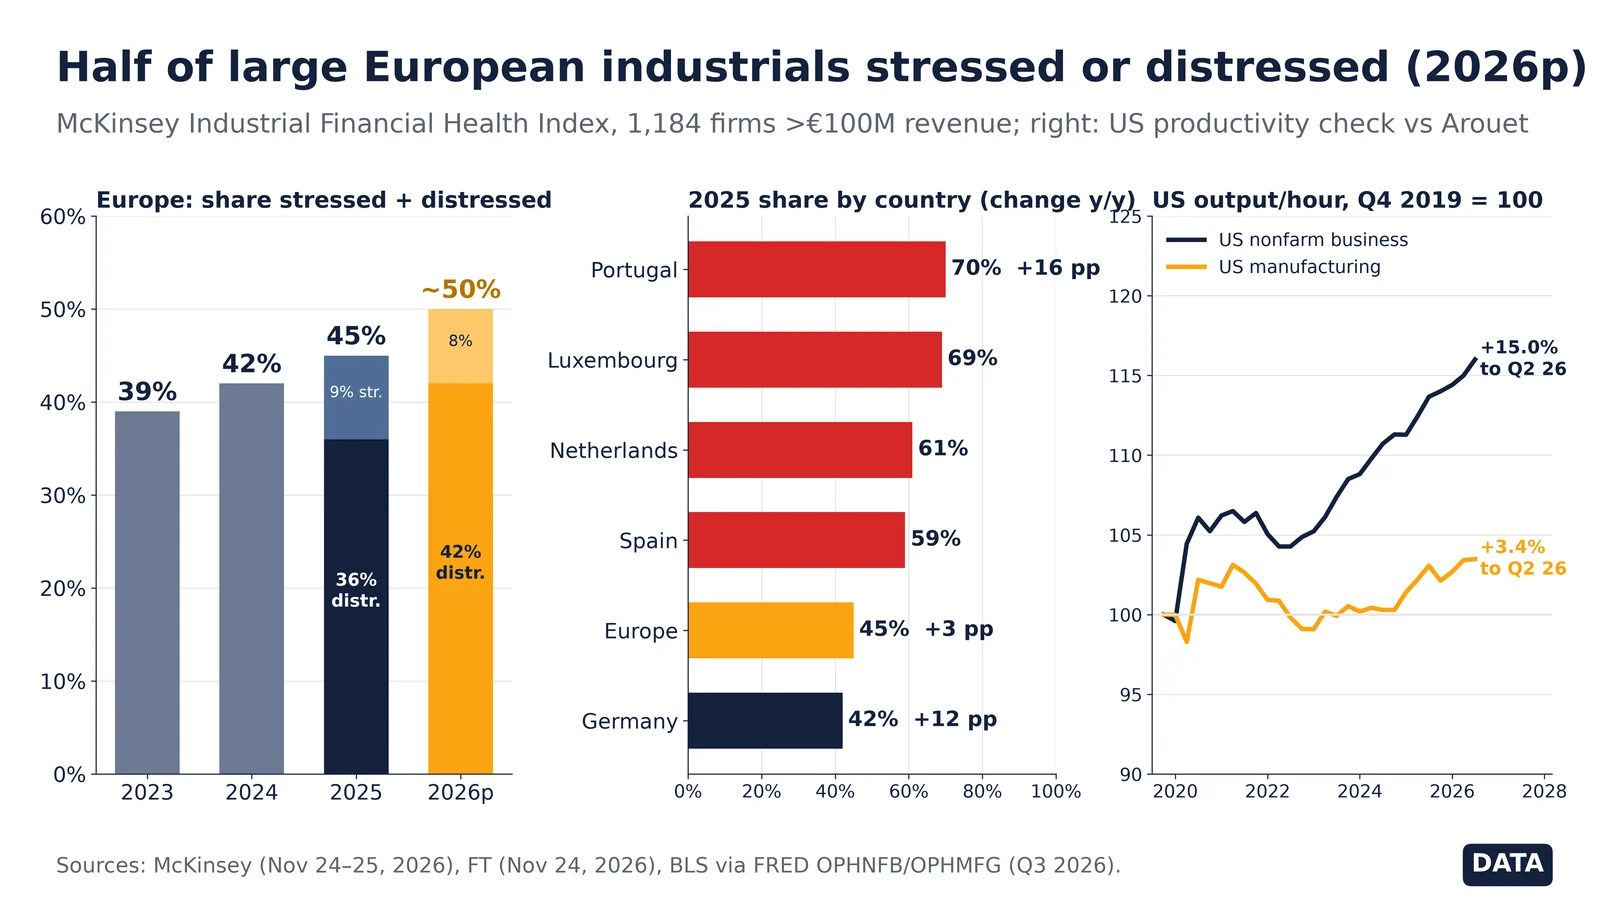 Half of large European industrials stressed or distressed (2026p)
McKinsey Industrial Financial Health Index, 1,184 firms >€100M revenue; right: US productivity check vs Arouet
Europe: share stressed + distressed
60%
50%
40%
30%
20%
10%
0%
39%
42%
45%
~50%
9% str.
8%
36%
distr.
42%
distr.
2023
2024
2025
2026p
2025 share by country (change y/y)
Portugal
70% +16 pp
Luxembourg
69%
Netherlands
61%
Spain
59%
Europe
45% +3 pp
Germany
42% +12 pp
0%
20%
40%
60%
80%
100%
US output/hour, Q4 2019 = 100
US nonfarm business
US manufacturing
125
120
115
110
105
100
95
90
+15.0%
to Q2 26
+3.4%
to Q2 26
2020
2022
2024
2026
2028
Sources: McKinsey (Nov 24–25, 2026), FT (Nov 24, 2026), BLS via FRED OPHNFB/OPHMFG (Q3 2026).
DATA